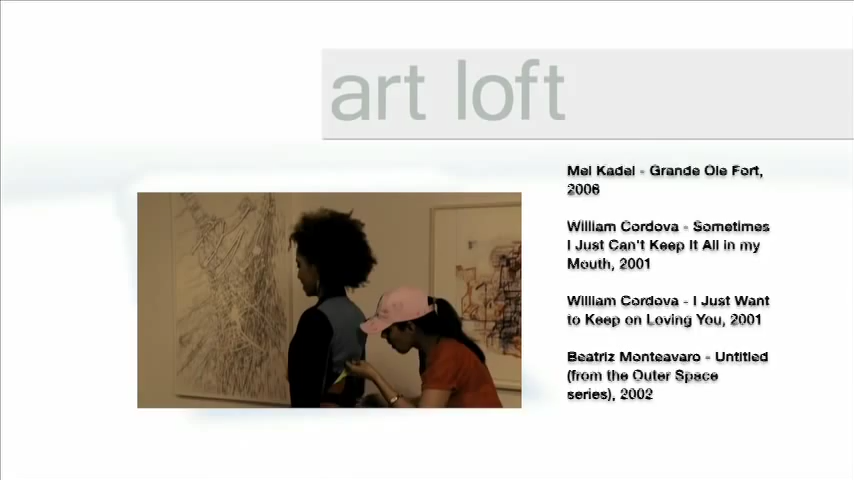 art loft
Mel Kadel - Grande Ole Fort,
2006
William Cordova - Sometimes
I Just Can't Keep It All in my
Mouth, 2001
William Cordova - I Just Want
to Keep on Loving You, 2001
Beatriz Monteavaro - Untitled
(from the Outer Space
series), 2002